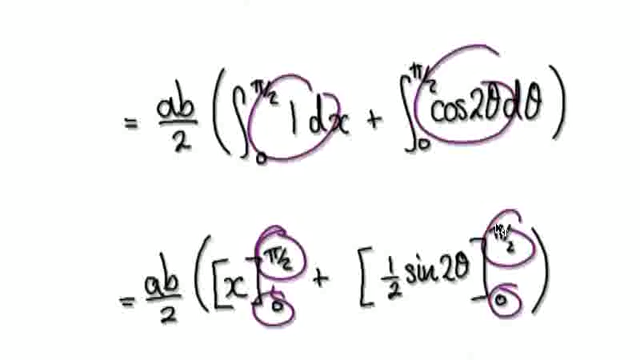 = ab/2 ( ∫₀^π/2 1 dx + ∫₀^π/2 cos2θ dθ )
= ab/2 ( [x]₀^π/2 + [ 1/2 sin2θ ]₀^π/2 )